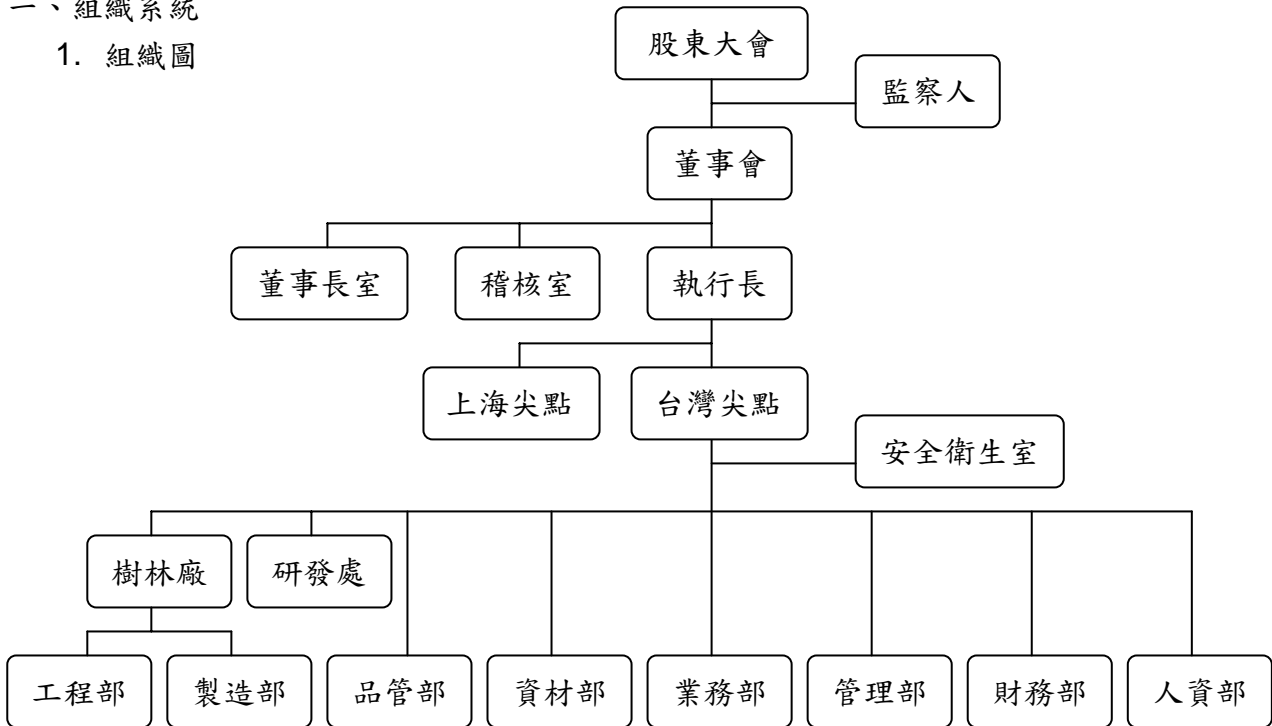 一、組織系統
1. 組織圖
股東大會
監察人
董事會
董事長室
稽核室
執行長
上海尖點
台灣尖點
安全衛生室
樹林廠
研發處
工程部
製造部
品管部
資材部
業務部
管理部
財務部
人資部